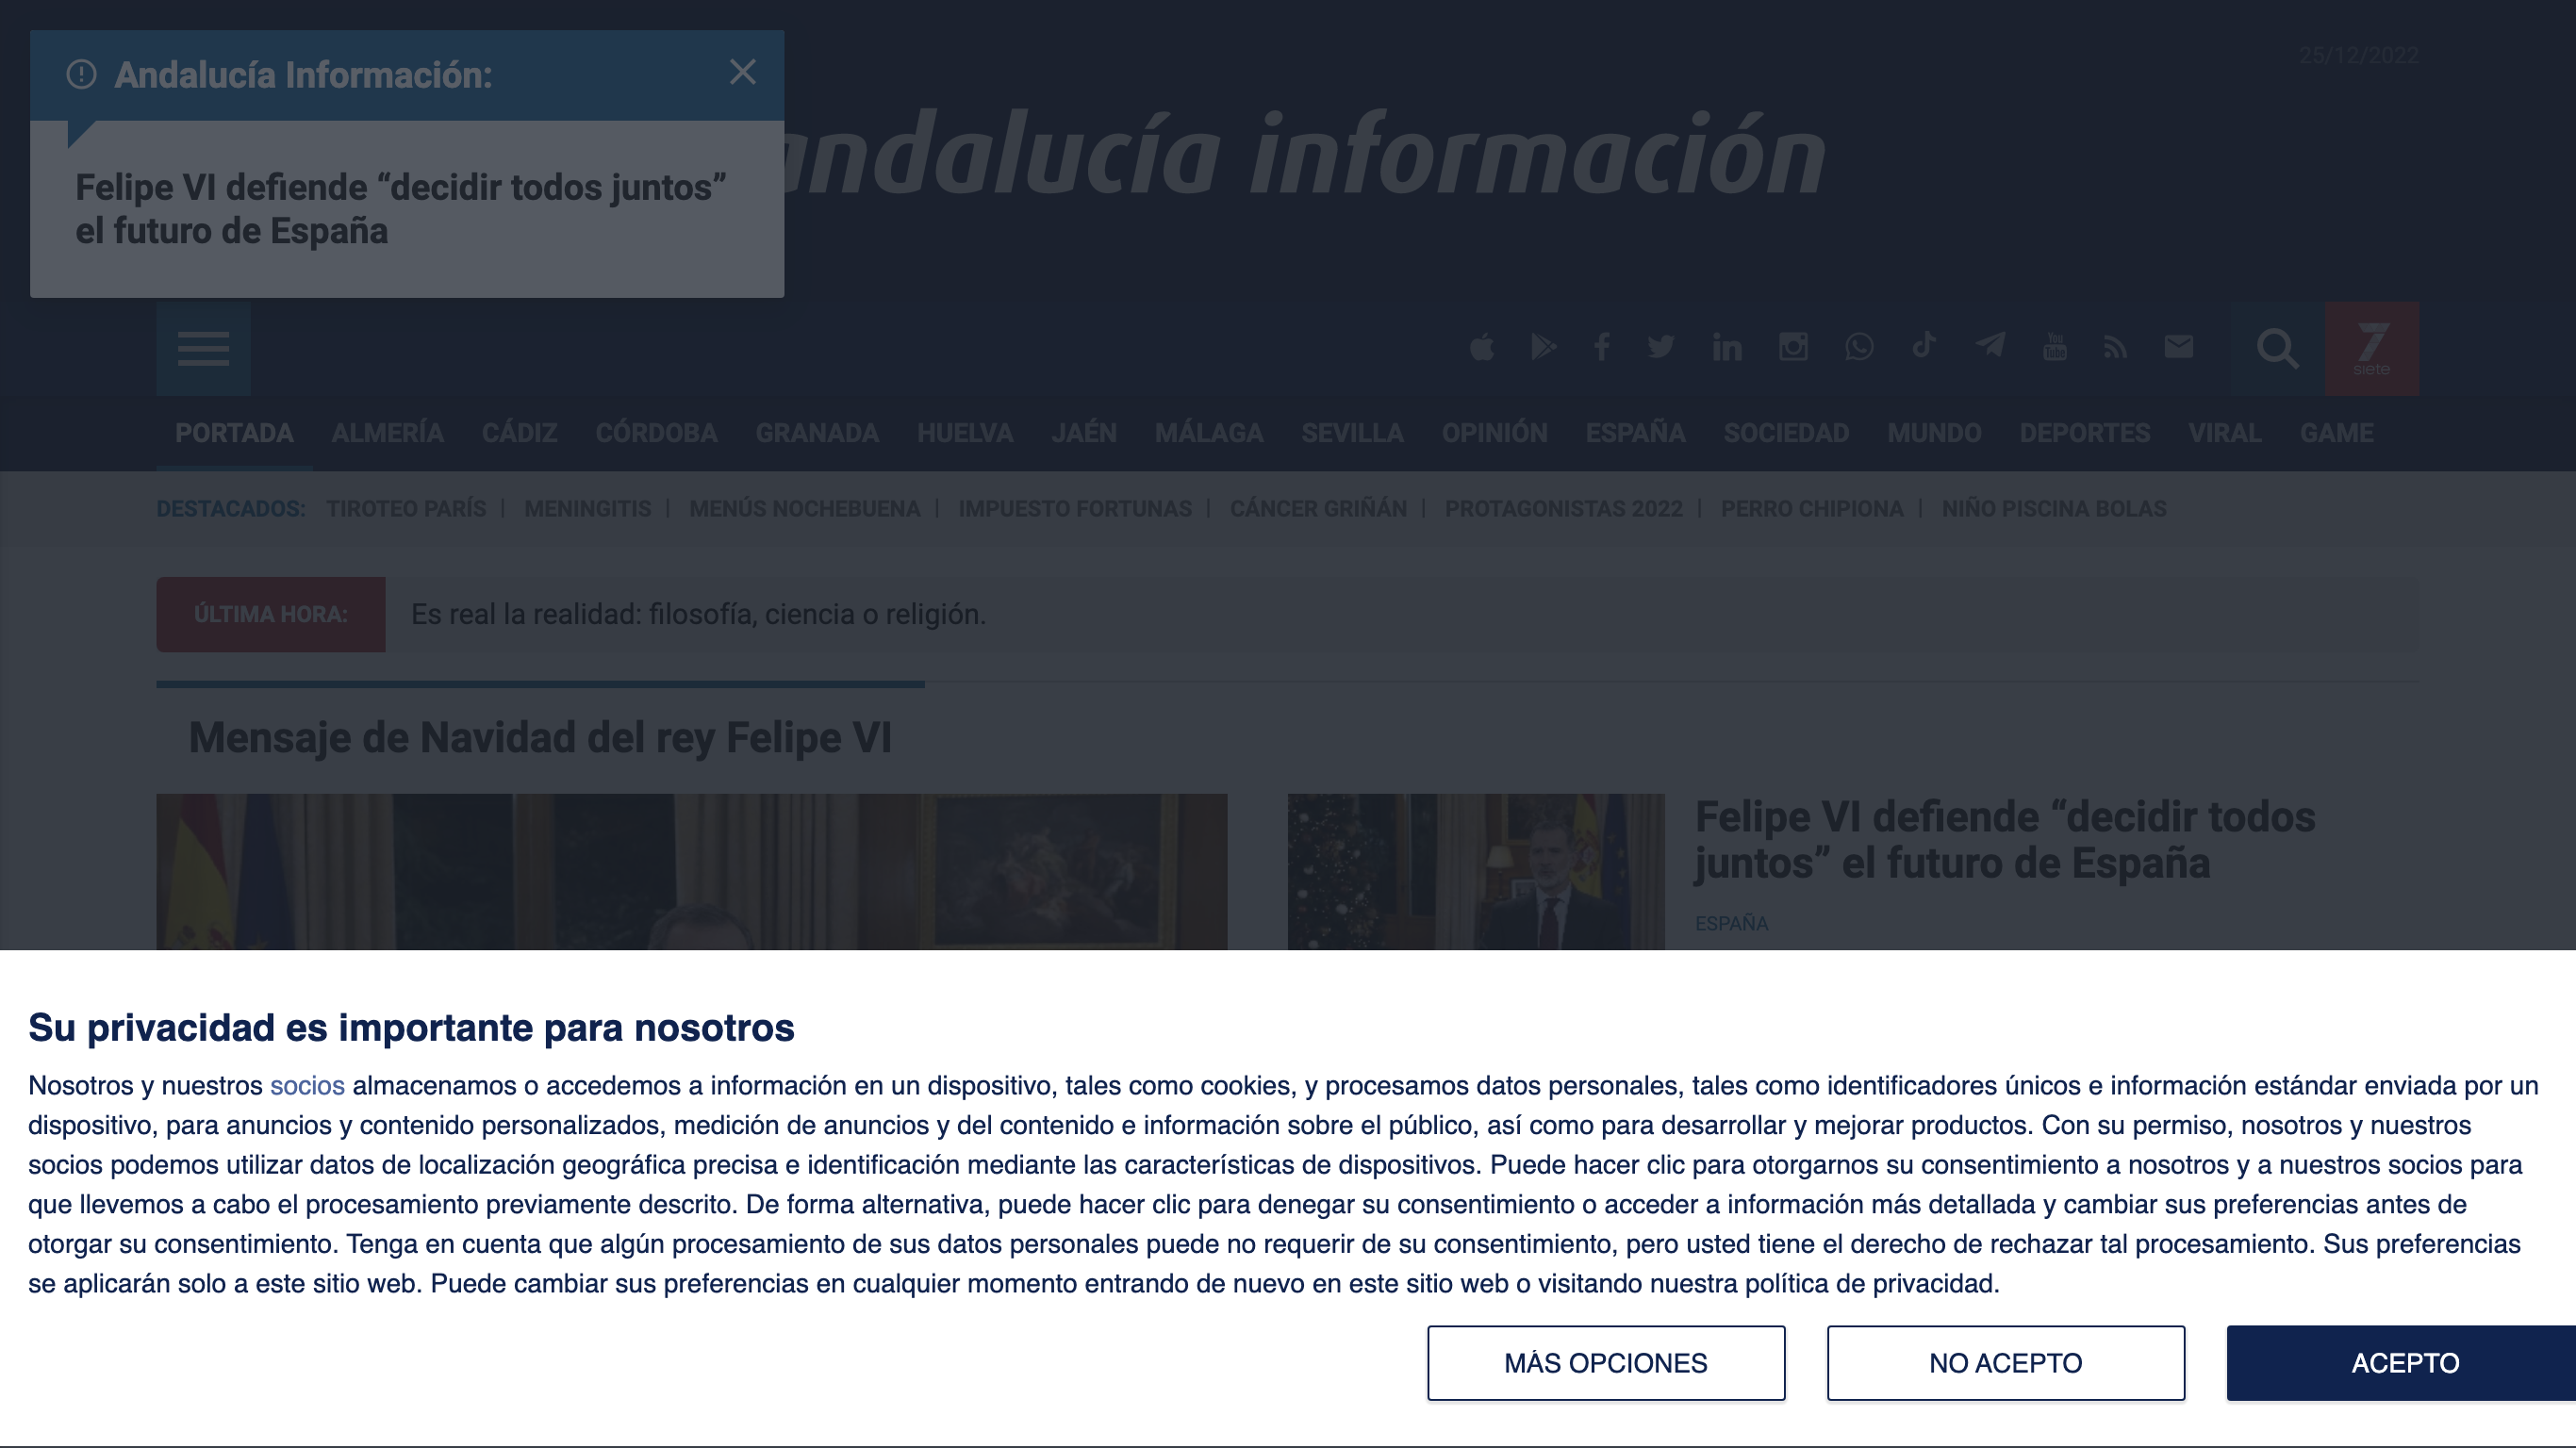 Andalucía Información:
Felipe VI defiende “decidir todos juntos”
el futuro de España
25/12/2022
andalucía información
You
Tube
7
siete
PORTADA ALMERÍA CÁDIZ CÓRDOBA GRANADA HUELVA JAÉN MÁLAGA SEVILLA OPINIÓN ESPAÑA SOCIEDAD MUNDO DEPORTES VIRAL GAME
DESTACADOS: TIROTEO PARÍS | MENINGITIS | MENÚS NOCHEBUENA | IMPUESTO FORTUNAS | CÁNCER GRIÑÁN | PROTAGONISTAS 2022 | PERRO CHIPIONA | NIÑO PISCINA BOLAS
ÚLTIMA HORA: Es real la realidad: filosofía, ciencia o religión.
Mensaje de Navidad del rey Felipe VI
Felipe VI defiende “decidir todos
juntos” el futuro de España
ESPAÑA
Su privacidad es importante para nosotros
Nosotros y nuestros socios almacenamos o accedemos a información en un dispositivo, tales como cookies, y procesamos datos personales, tales como identificadores únicos e información estándar enviada por un
dispositivo, para anuncios y contenido personalizados, medición de anuncios y del contenido e información sobre el público, así como para desarrollar y mejorar productos. Con su permiso, nosotros y nuestros
socios podemos utilizar datos de localización geográfica precisa e identificación mediante las características de dispositivos. Puede hacer clic para otorgarnos su consentimiento a nosotros y a nuestros socios para
que llevemos a cabo el procesamiento previamente descrito. De forma alternativa, puede hacer clic para denegar su consentimiento o acceder a información más detallada y cambiar sus preferencias antes de
otorgar su consentimiento. Tenga en cuenta que algún procesamiento de sus datos personales puede no requerir de su consentimiento, pero usted tiene el derecho de rechazar tal procesamiento. Sus preferencias
se aplicarán solo a este sitio web. Puede cambiar sus preferencias en cualquier momento entrando de nuevo en este sitio web o visitando nuestra política de privacidad.
MÁS OPCIONES NO ACEPTO ACEPTO